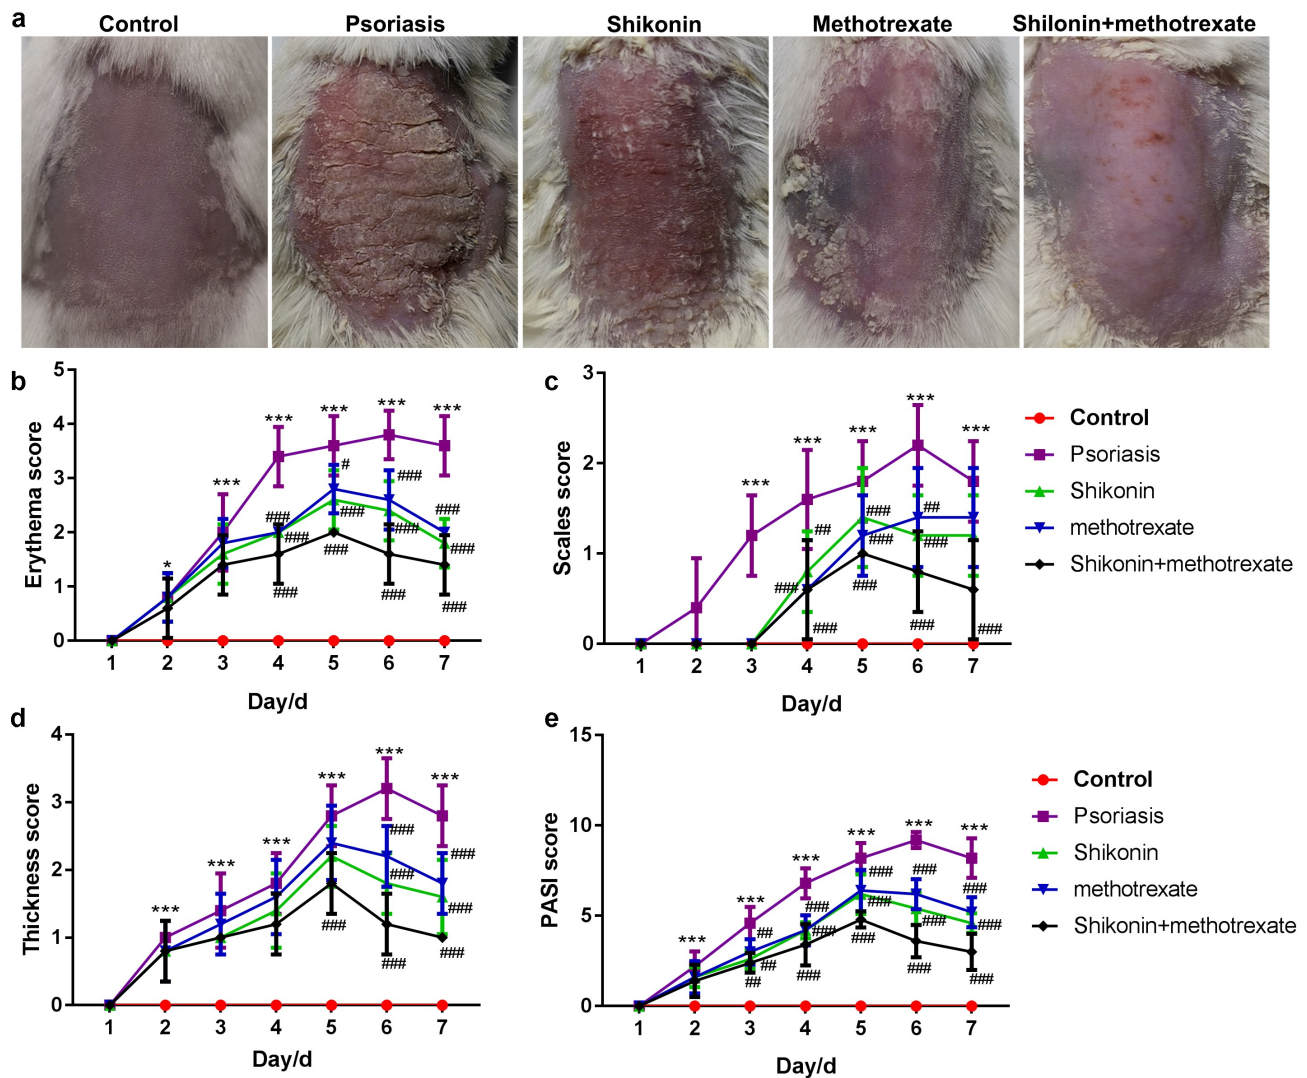 a
Control Psoriasis Shikonin Methotrexate Shilonin+methotrexate
b
Erythema score
5
4
3
2
1
0
* *** *** *** *** ***
### ### # ### ### ### ### ### ### ### ### ###
1 2 3 4 5 6 7
Day/d
c
Scales score
3
2
1
0
*** *** *** *** ***
### ## ### ### ### ### ## ### ### ###
1 2 3 4 5 6 7
Day/d
Control
Psoriasis
Shikonin
methotrexate
Shikonin+methotrexate
d
Thickness score
4
3
2
1
0
*** *** *** *** *** ***
### ### ### ### ### ### ###
1 2 3 4 5 6 7
Day/d
e
PASI score
15
10
5
0
*** *** *** *** *** ***
## ## ## ### ### ### ### ### ### ### ### ### ### ### ###
1 2 3 4 5 6 7
Day/d
Control
Psoriasis
Shikonin
methotrexate
Shikonin+methotrexate